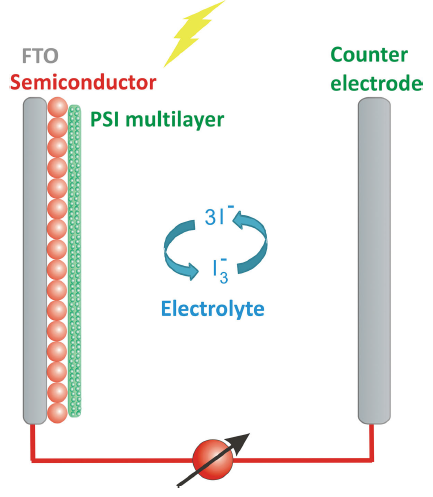 FTO
Semiconductor
PSI multilayer
Counter
electrode
3I⁻
I₃⁻
Electrolyte